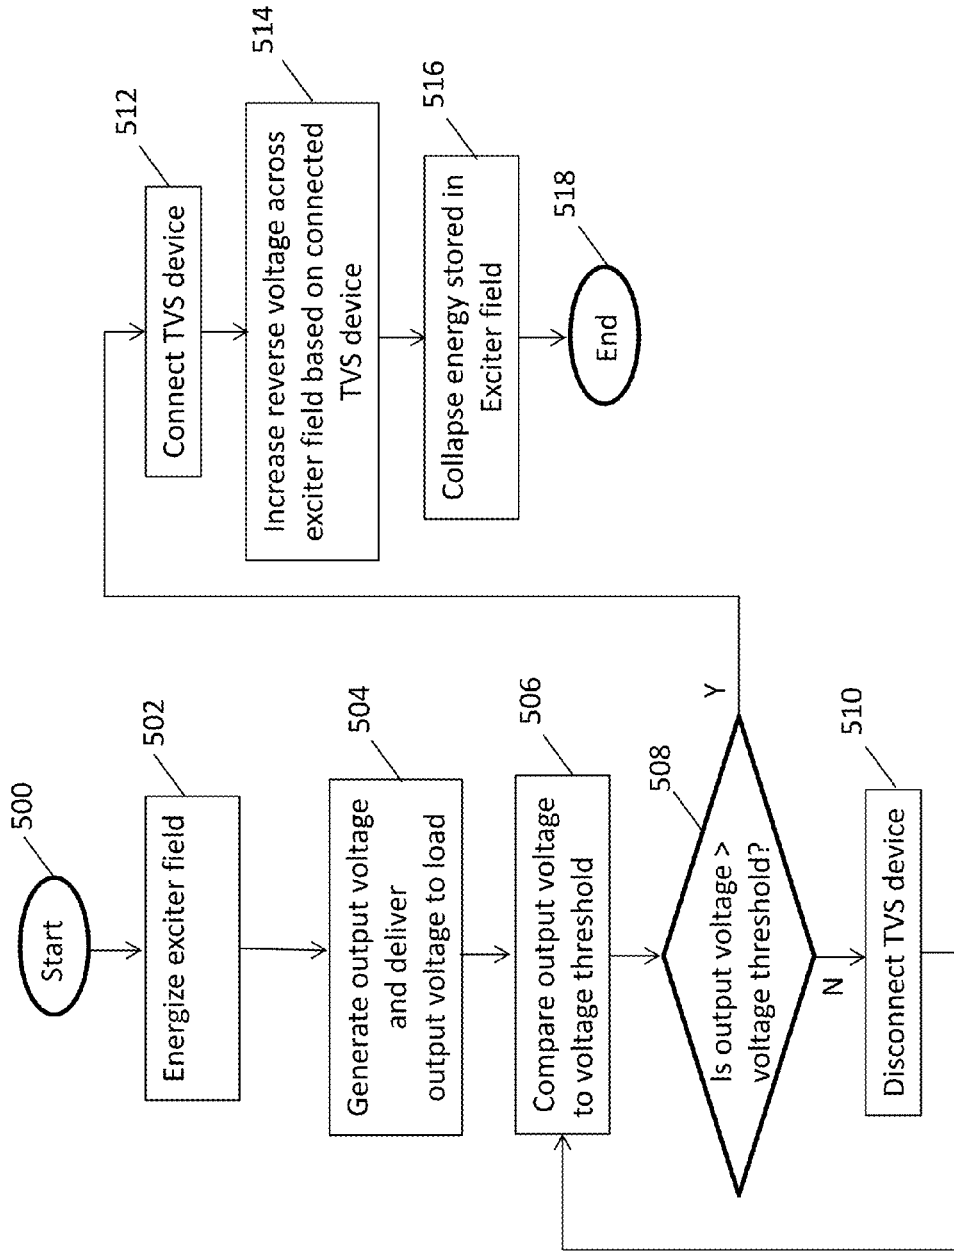 500
Start
502
Energize exciter field
504
Generate output voltage
and deliver
output voltage to load
506
Compare output voltage
to voltage threshold
508
Is output voltage >
voltage threshold?
Y
N
510
Disconnect TVS device
512
Connect TVS device
514
Increase reverse voltage across
exciter field based on connected
TVS device
516
Collapse energy stored in
Exciter field
518
End